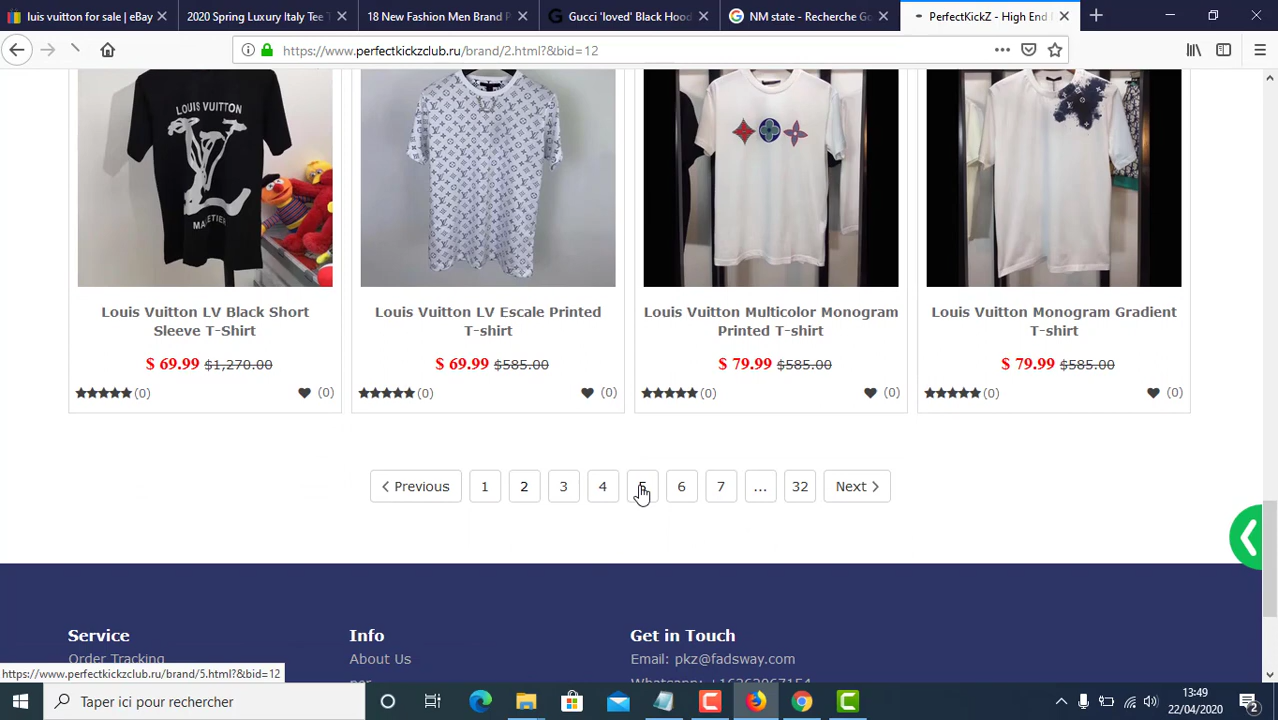 luis vuitton for sale | eBay
2020 Spring Luxury Italy Tee T
18 New Fashion Men Brand P
Gucci 'loved' Black Hood
NM state - Recherche Go
PerfectKickZ - High End
https://www.perfectkickzclub.ru/brand/2.html?&bid=12
LOUIS VUITTON
Louis Vuitton LV Black Short
Sleeve T-Shirt
$ 69.99 $1,270.00
(0) (0)
Louis Vuitton LV Escale Printed
T-shirt
$ 69.99 $585.00
(0) (0)
Louis Vuitton Multicolor Monogram
Printed T-shirt
$ 79.99 $585.00
(0) (0)
Louis Vuitton Monogram Gradient
T-shirt
$ 79.99 $585.00
(0) (0)
Previous 1 2 3 4 5 6 7 ... 32 Next
Service
Order Tracking
Info
About Us
Get in Touch
Email: pkz@fadsway.com
https://www.perfectkickzclub.ru/brand/5.html?&bid=12
Taper ici pour rechercher
13:49
22/04/2020
2